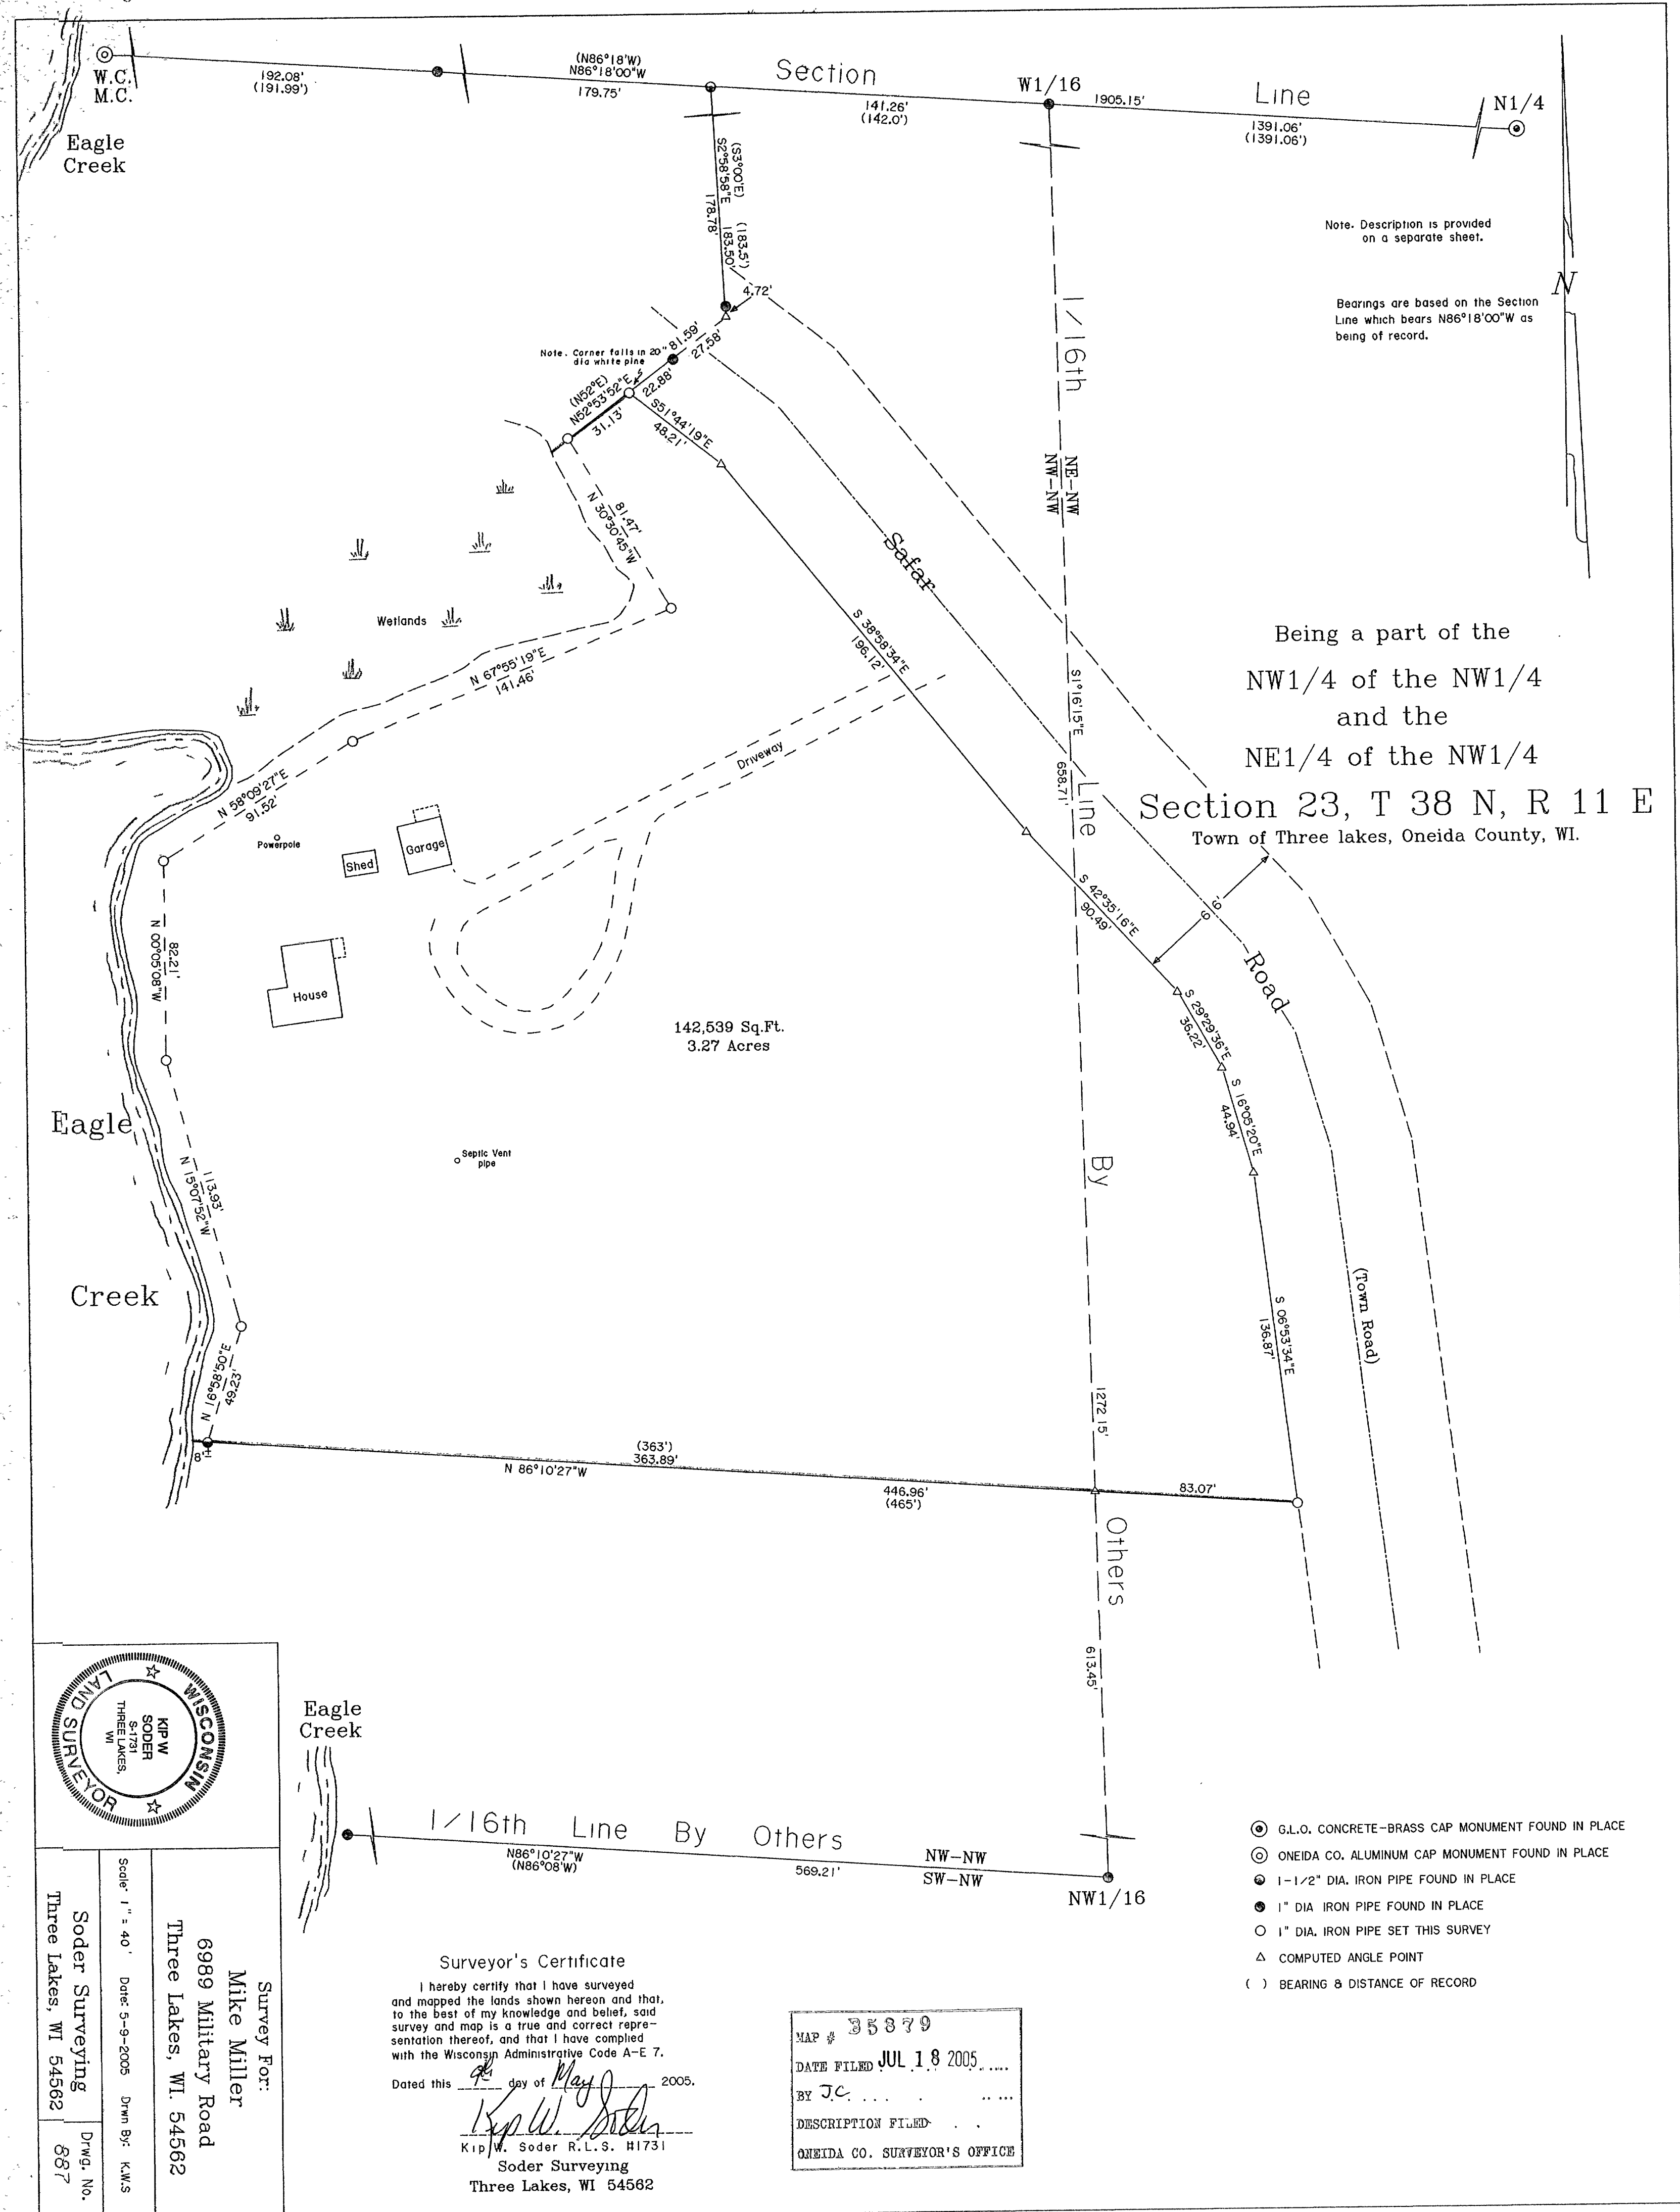 W.C.
M.C.
Eagle
Creek
192.08'
(191.99')
(N86°18'W)
N86°18'00"W
179.75'
Section
141.26'
(142.0')
W1/16
1905.15'
Line
1391.06'
(1391.06')
N1/4
(S3°00'E)
S2°58'58"E
178.78'
(183.5')
183.50'
4.72'
Note. Description is provided
on a separate sheet.
N
Bearings are based on the Section
Line which bears N86°18'00"W as
being of record.
Note. Corner falls in 20"
dia white pine
81.59'
27.58'
(N52°E)
N52°53'52"E
22.88'
31.13'
S51°44'19"E
48.21'
1/16th
NE-NW
NW-NW
81.47'
N 30°30'45"W
Safar
Wetlands
N 67°55'19"E
141.46'
S 38°58'34"E
196.12'
S1°16'15"E
658.71'
Line
Being a part of the
NW1/4 of the NW1/4
and the
NE1/4 of the NW1/4
Section 23, T 38 N, R 11 E
Town of Three lakes, Oneida County, WI.
Driveway
N 58°09'27"E
91.52'
Powerpole
Shed
Garage
S 42°35'16"E
90.49'
66'
82.21'
N 00°05'08"W
House
Road
142,539 Sq.Ft.
3.27 Acres
S 29°29'36"E
36.22'
S 16°05'20"E
44.94'
Eagle
Septic Vent
pipe
By
113.93'
N 15°07'52"W
Creek
S 06°53'34"E
136.87'
(Town Road)
N 16°58'50"E
49.23'
8'±
1272.15'
(363')
363.89'
N 86°10'27"W
446.96'
(465')
83.07'
Others
613.45'
WISCONSIN
LAND SURVEYOR
KIP W
SODER
S-1731
THREE LAKES,
WI
Eagle
Creek
1/16th Line By Others
N86°10'27"W
(N86°08'W)
569.21'
NW-NW
SW-NW
NW1/16
G.L.O. CONCRETE-BRASS CAP MONUMENT FOUND IN PLACE
ONEIDA CO. ALUMINUM CAP MONUMENT FOUND IN PLACE
1-1/2" DIA. IRON PIPE FOUND IN PLACE
1" DIA IRON PIPE FOUND IN PLACE
1" DIA. IRON PIPE SET THIS SURVEY
COMPUTED ANGLE POINT
( ) BEARING & DISTANCE OF RECORD
Survey For:
Mike Miller
6989 Military Road
Three Lakes, WI. 54562
Scale: 1" = 40' Date: 5-9-2005 Drwn By: K.W.S
Soder Surveying
Three Lakes, WI 54562
Drwg. No.
887
Surveyor's Certificate
I hereby certify that I have surveyed
and mapped the lands shown hereon and that,
to the best of my knowledge and belief, said
survey and map is a true and correct repre-
sentation thereof, and that I have complied
with the Wisconsin Administrative Code A-E 7.
Dated this 9th day of May 2005.
Kip W. Soder
Kip W. Soder R.L.S. #1731
Soder Surveying
Three Lakes, WI 54562
MAP # B5879
DATE FILED JUL 18 2005
BY J.C.
DESCRIPTION FILED
ONEIDA CO. SURVEYOR'S OFFICE